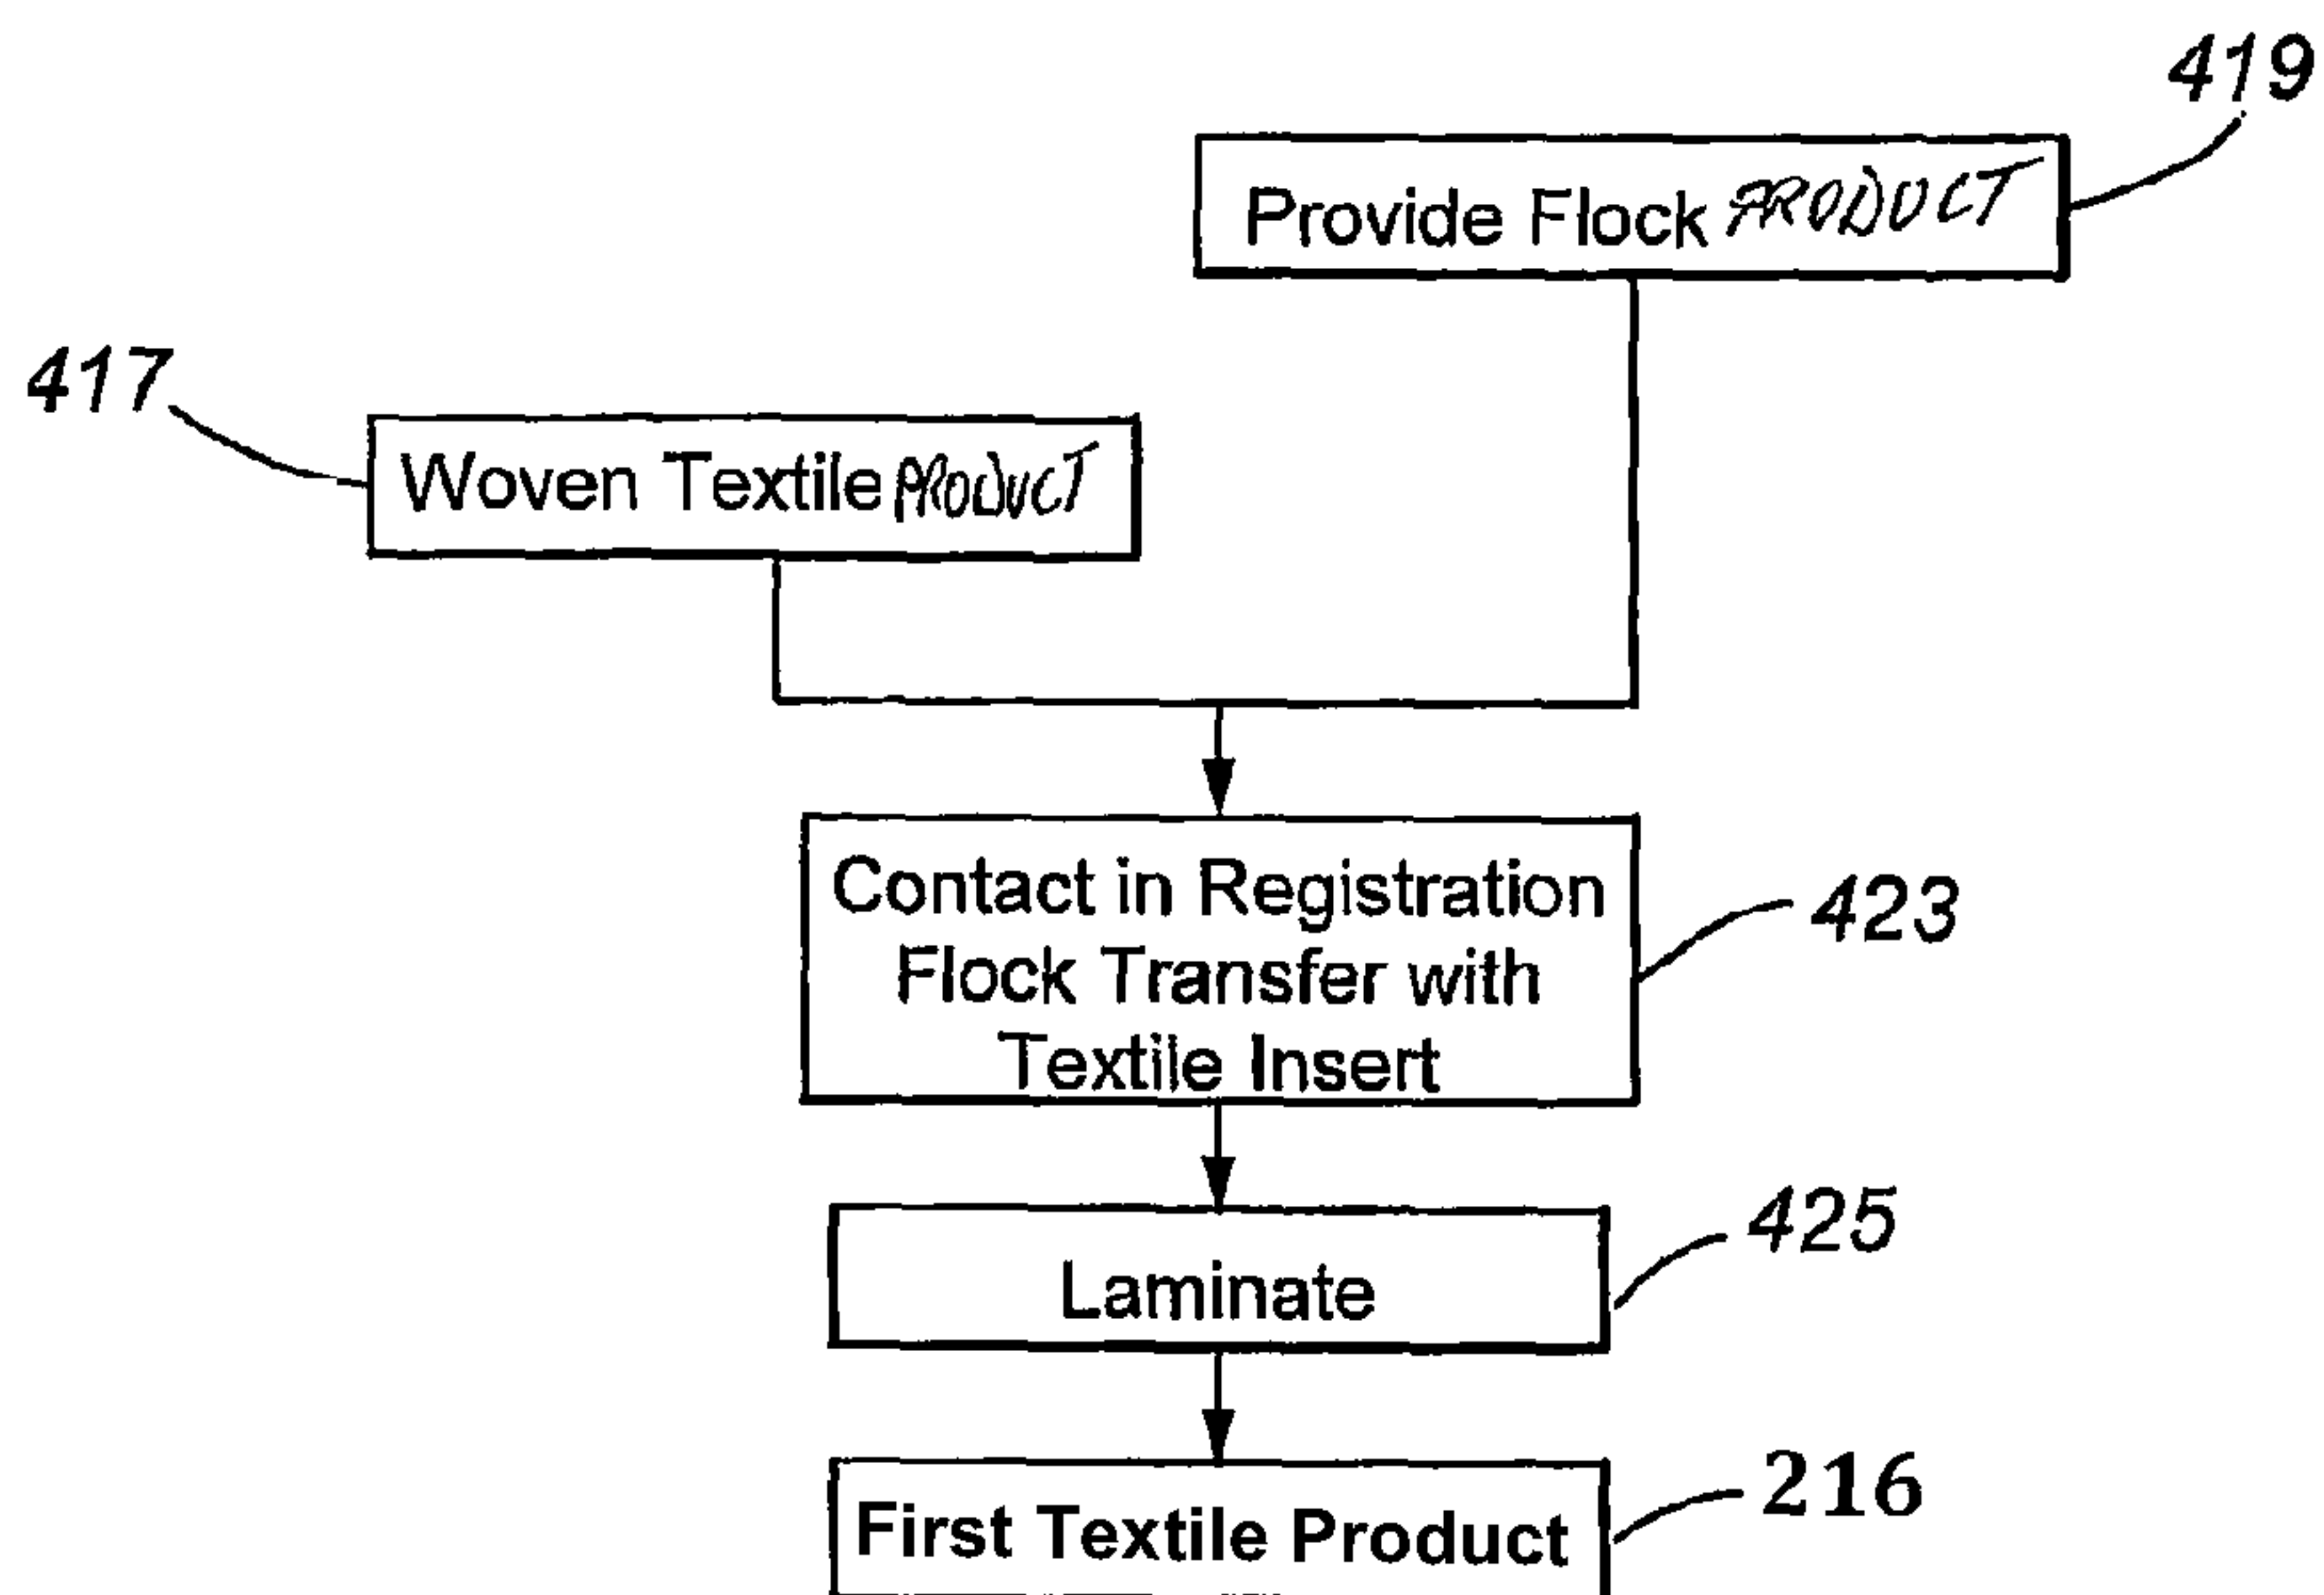 419
Provide Flock PRODUCT
417
Woven Textile PRODUCT
Contact in Registration
Flock Transfer with
Textile Insert
423
425
Laminate
216
First Textile Product